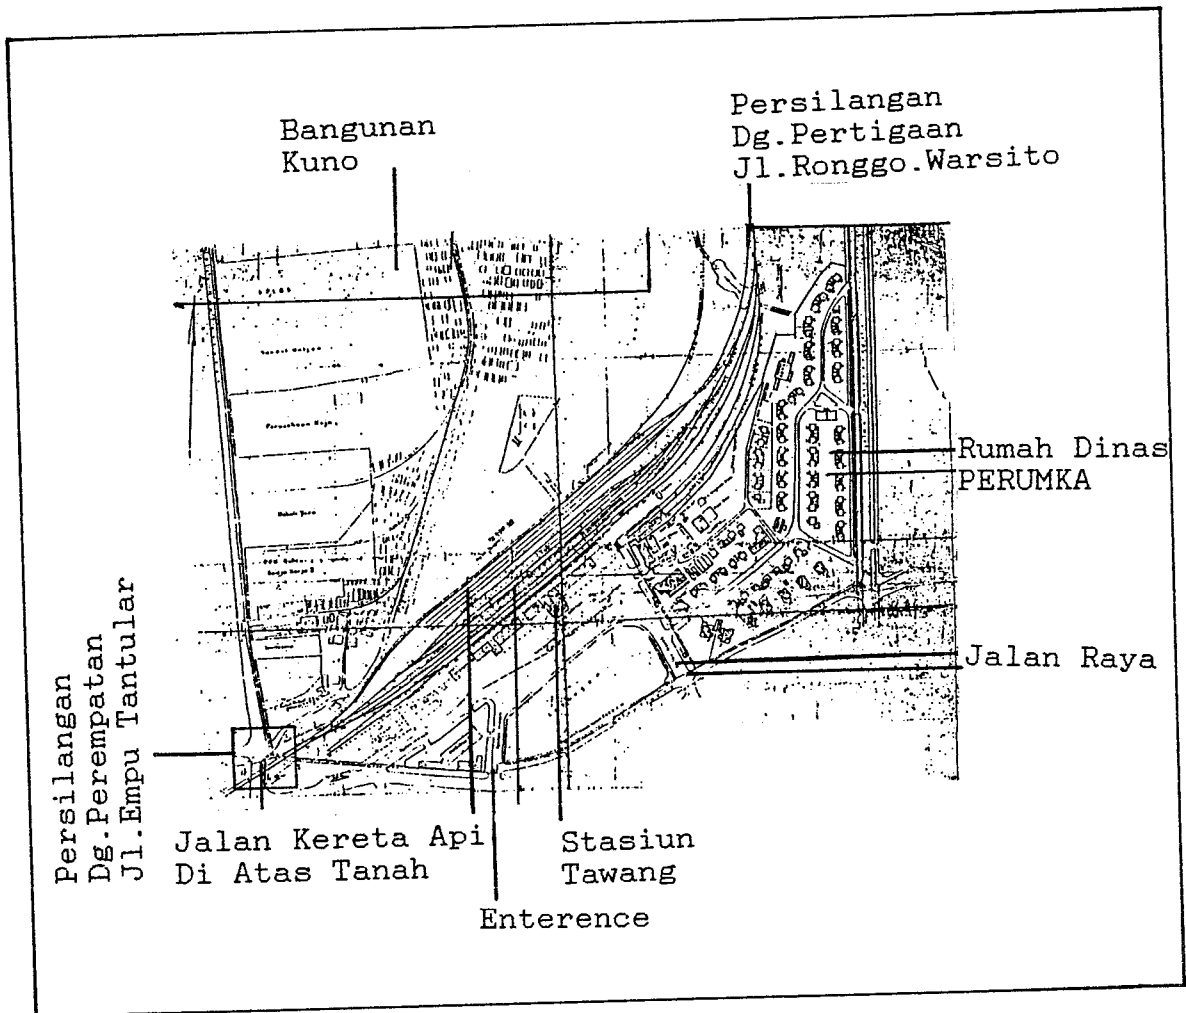 Bangunan
Kuno
Persilangan
Dg.Pertigaan
Jl.Ronggo.Warsito
Rumah Dinas
PERUMKA
Jalan Raya
Persilangan
Dg.Perempatan
Jl.Empu Tantular
Jalan Kereta Api
Di Atas Tanah
Stasiun
Tawang
Enterence